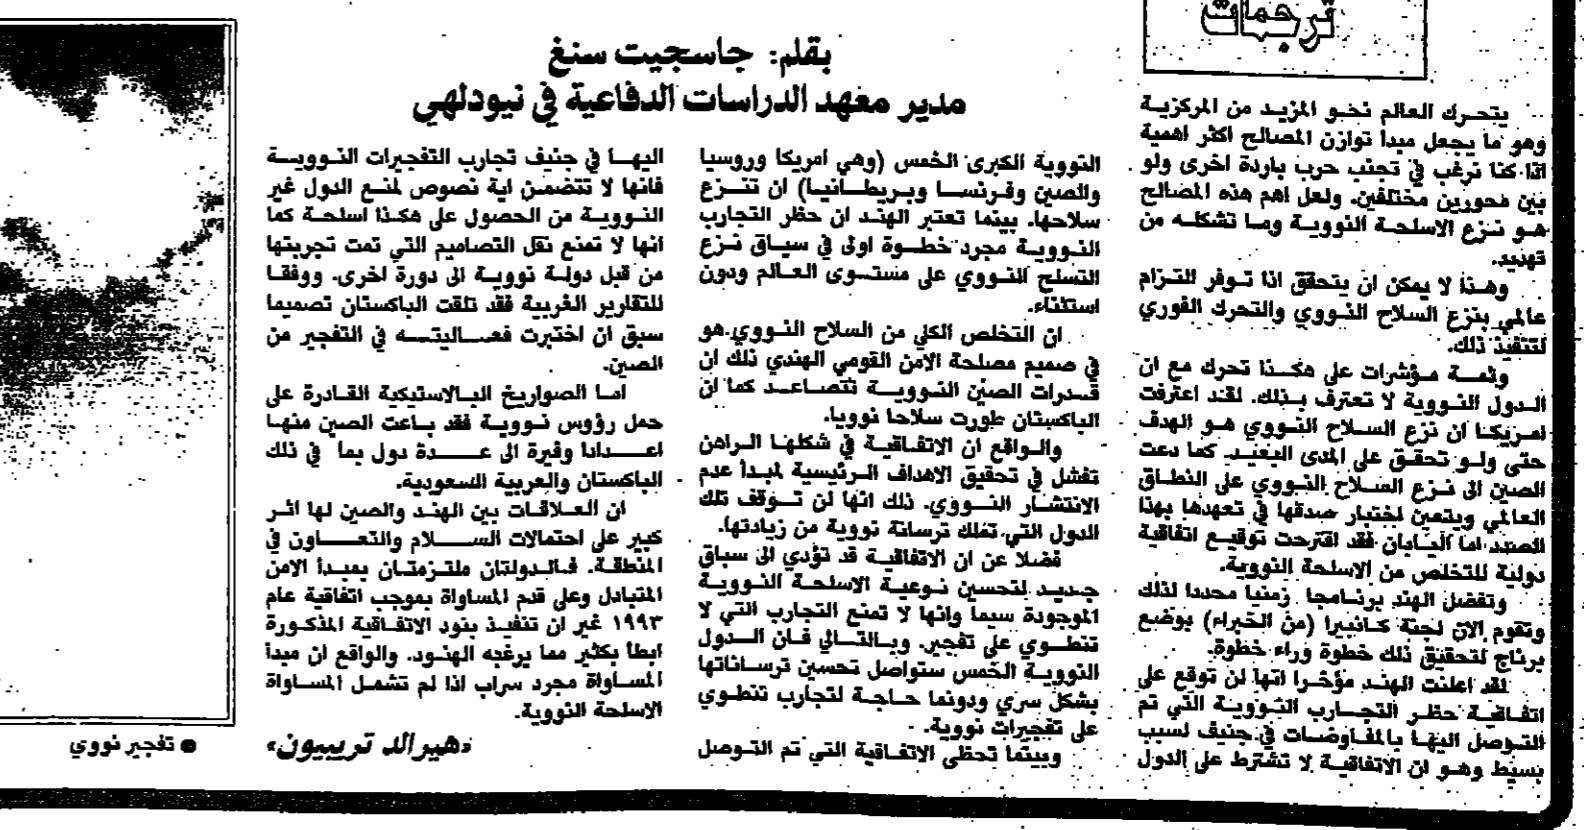 ترجمات
بقلم: جاسجيت سنغ
مدير معهد الدراسات الدفاعية في نيودلهي
يتحرك العالم نحو المزيد من المركزية
وهو ما يجعل مبدأ توازن المصالح اكثر اهمية
اذا كنا نرغب في تجنب حرب باردة اخرى ولو
بين محورين مختلفين. ولعل اهم هذه المصالح
هو نزع الاسلحة النووية وما تشكله من
تهديد.
وهذا لا يمكن ان يتحقق اذا توفر التزام
عالمي بنزع السلاح النووي والتحرك الفوري
لتنفيذ ذلك.
وثمة مؤشرات على هكذا تحرك مع ان
الدول النووية لا تعترف بذلك. لقد اعترفت
امريكا ان نزع السلاح النووي هو الهدف
حتى ولو تحقق على المدى البعيد. كما دعت
الصين الى نزع السلاح النووي على النطاق
العالمي ويتعين اختبار صدقها في تعهدها بهذا
الصدد اما اليابان فقد اقترحت توقيع اتفاقية
دولية للتخلص من الاسلحة النووية.
وتفضل الهند برنامجا زمنيا محددا لذلك
وتقوم الآن لجنة كانبيرا (من الخبراء) بوضع
برناج لتحقيق ذلك خطوة وراء خطوة.
لقد اعلنت الهند مؤخرا انها لن توقع على
اتفاقية حظر التجارب النووية التي تم
التوصل اليها بالمفاوضات في جنيف لسبب
بسيط وهو ان الاتفاقية لا تشترط على الدول
النووية الكبرى الخمس (وهي امريكا وروسيا
والصين وفرنسا وبريطانيا) ان تنزع
سلاحها. بينما تعتبر الهند ان حظر التجارب
النووية مجرد خطوة اولى في سياق نزع
التسلح النووي على مستوى العالم ودون
استثناء.
ان التخلص الكلي من السلاح النووي هو
في صميم مصلحة الامن القومي الهندي ذلك ان
قدرات الصين النووية تتصاعد كما ان
الباكستان طورت سلاحا نوويا.
والواقع ان الاتفاقية في شكلها الراهن
تفشل في تحقيق الاهداف الرئيسية لمبدأ عدم
الانتشار النووي. ذلك انها لن توقف تلك
الدول التي تملك ترسانة نووية من زيادتها.
فضلا عن ان الاتفاقية قد تؤدي الى سباق
جديد لتحسين نوعية الاسلحة النووية
الموجودة سيما وانها لا تمنع التجارب التي لا
تنطوي على تفجير. وبالتالي فان الدول
النووية الخمس ستواصل تحسين ترساناتها
بشكل سري ودونما حاجة لتجارب تنطوي
على تفجيرات نووية.
وبينما تحظى الاتفاقية التي تم التوصل
اليها في جنيف تجارب التفجيرات النووية
فانها لا تتضمن اية نصوص لمنع الدول غير
النووية من الحصول على هكذا اسلحة كما
انها لا تمنع نقل التصاميم التي تمت تجربتها
من قبل دولة نووية الى دورة اخرى. ووفقا
للتقارير الغربية فقد تلقت الباكستان تصميما
سبق ان اختبرت فعاليته في التفجير من
الصين.
اما الصواريخ البالاستيكية القادرة على
حمل رؤوس نووية فقد باعت الصين منها
اعدادا وفيرة الى عدة دول بما في ذلك
الباكستان والعربية السعودية.
ان العلاقات بين الهند والصين لها اثر
كبير على احتمالات السلام والتعاون في
المنطقة. فالدولتان ملتزمتان بمبدأ الامن
المتبادل وعلى قدم المساواة بموجب اتفاقية عام
١٩٩٣ غير ان تنفيذ بنود الاتفاقية المذكورة
ابطأ بكثير مما يرغبه الهنود. والواقع ان مبدأ
المساواة مجرد سراب اذا لم تشمل المساواة
الاسلحة النووية.
«هيرالد تريبيون»
● تفجير نووي